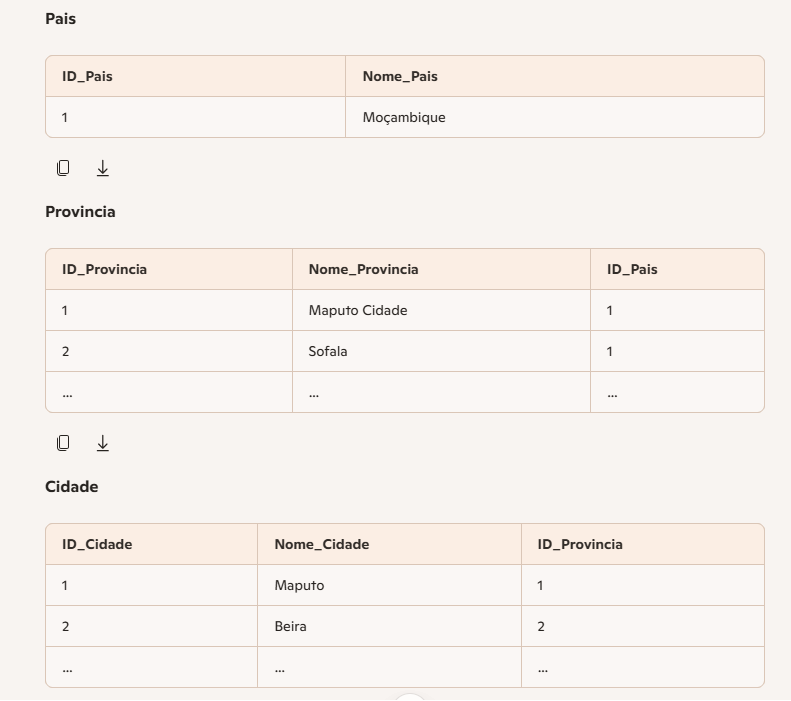 Pais
ID_Pais Nome_Pais
1 Moçambique
Provincia
ID_Provincia Nome_Provincia ID_Pais
1 Maputo Cidade 1
2 Sofala 1
... ... ...
Cidade
ID_Cidade Nome_Cidade ID_Provincia
1 Maputo 1
2 Beira 2
... ... ...